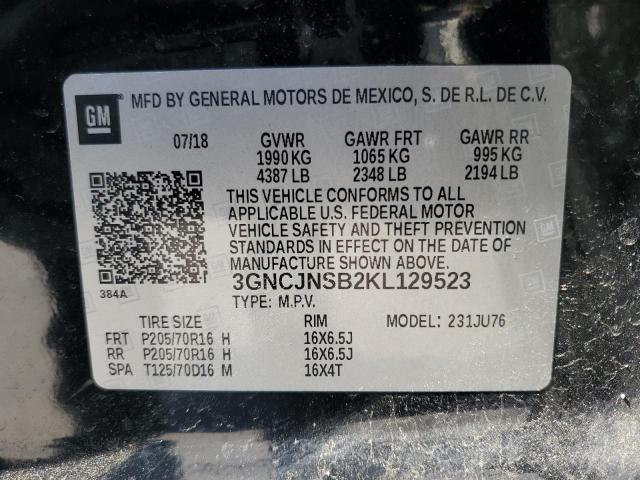 GM MFD BY GENERAL MOTORS DE MEXICO, S. DE R.L. DE C.V.
07/18 GVWR GAWR FRT GAWR RR
1990 KG 1065 KG 995 KG
4387 LB 2348 LB 2194 LB
THIS VEHICLE CONFORMS TO ALL
APPLICABLE U.S. FEDERAL MOTOR
VEHICLE SAFETY AND THEFT PREVENTION
STANDARDS IN EFFECT ON THE DATE OF
MANUFACTURE SHOWN ABOVE.
384A 3GNCJNSB2KL129523
TYPE: M.P.V.
TIRE SIZE RIM MODEL: 231JU76
FRT P205/70R16 H 16X6.5J
RR P205/70R16 H 16X6.5J
SPA T125/70D16 M 16X4T